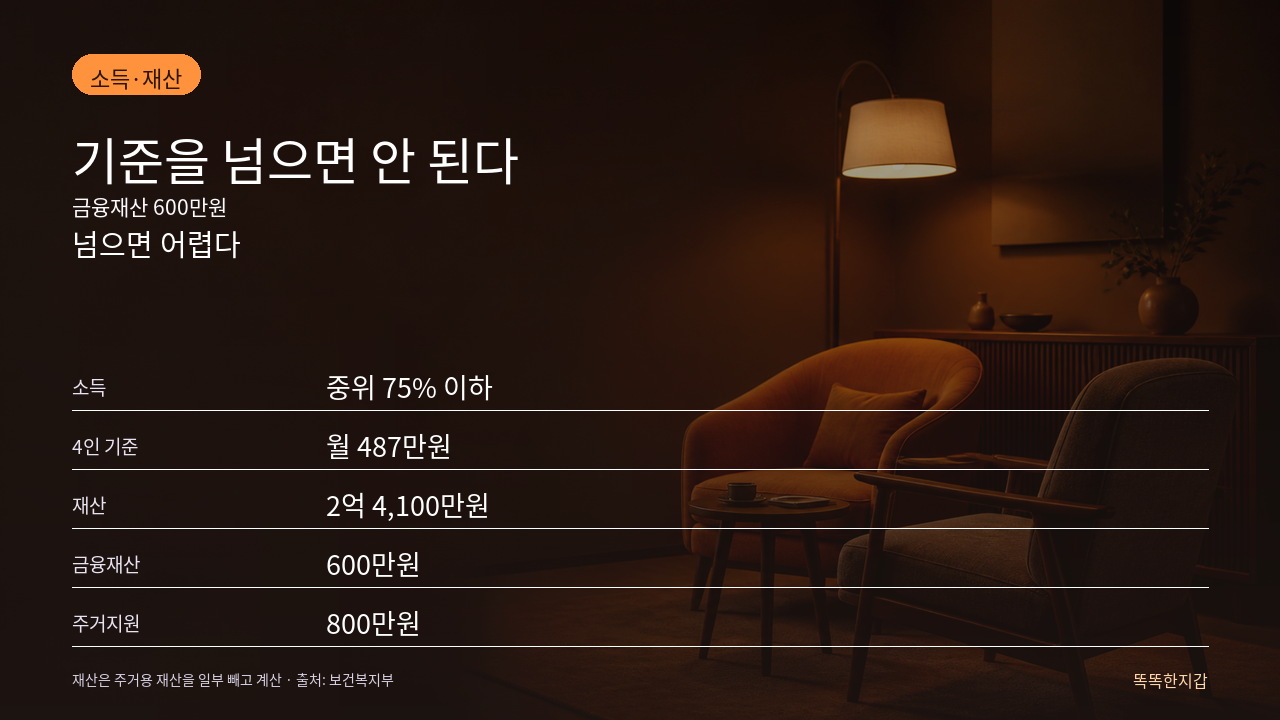 소득·재산
기준을 넘으면 안 된다
금융재산 600만원
넘으면 어렵다
소득 중위 75% 이하
4인 기준 월 487만원
재산 2억 4,100만원
금융재산 600만원
주거지원 800만원
재산은 주거용 재산을 일부 빼고 계산 · 출처: 보건복지부
똑똑한지갑